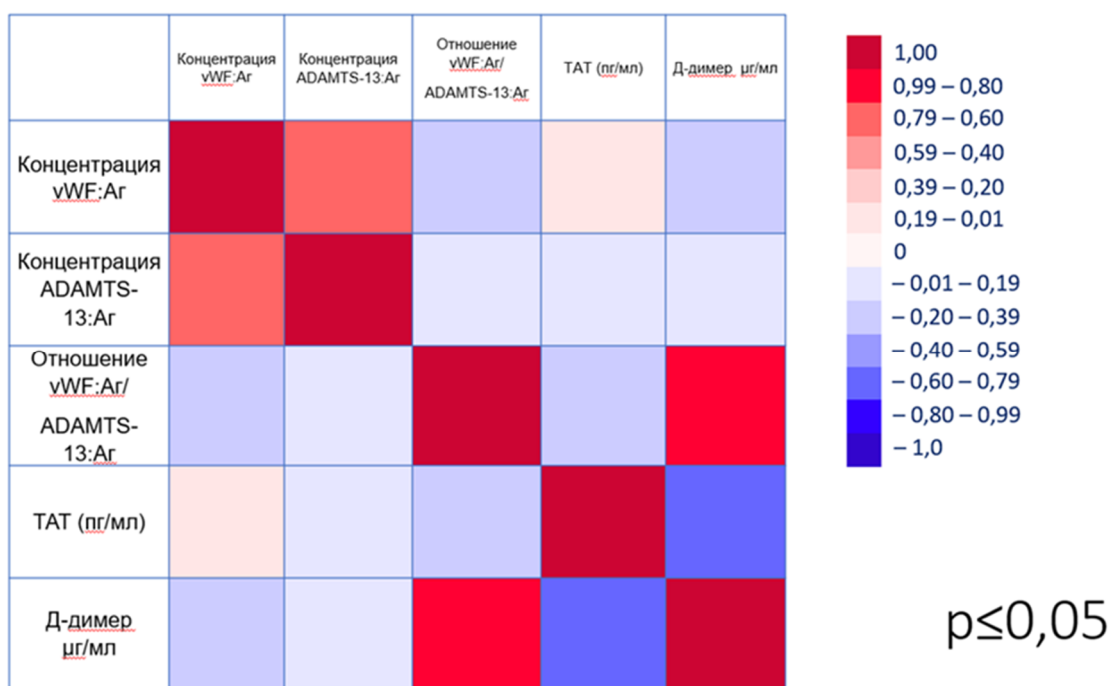 Концентрация
vWF:Аг
Концентрация
ADAMTS-13:Аг
Отношение
vWF:Аг/
ADAMTS-13:Аг
ТАТ (пг/мл)
Д-димер µг/мл
Концентрация
vWF:Аг
Концентрация
ADAMTS-
13:Аг
Отношение
vWF:Аг/
ADAMTS-
13:Аг
ТАТ (пг/мл)
Д-димер
µг/мл
1,00
0,99 – 0,80
0,79 – 0,60
0,59 – 0,40
0,39 – 0,20
0,19 – 0,01
0
– 0,01 – 0,19
– 0,20 – 0,39
– 0,40 – 0,59
– 0,60 – 0,79
– 0,80 – 0,99
– 1,0
p≤0,05